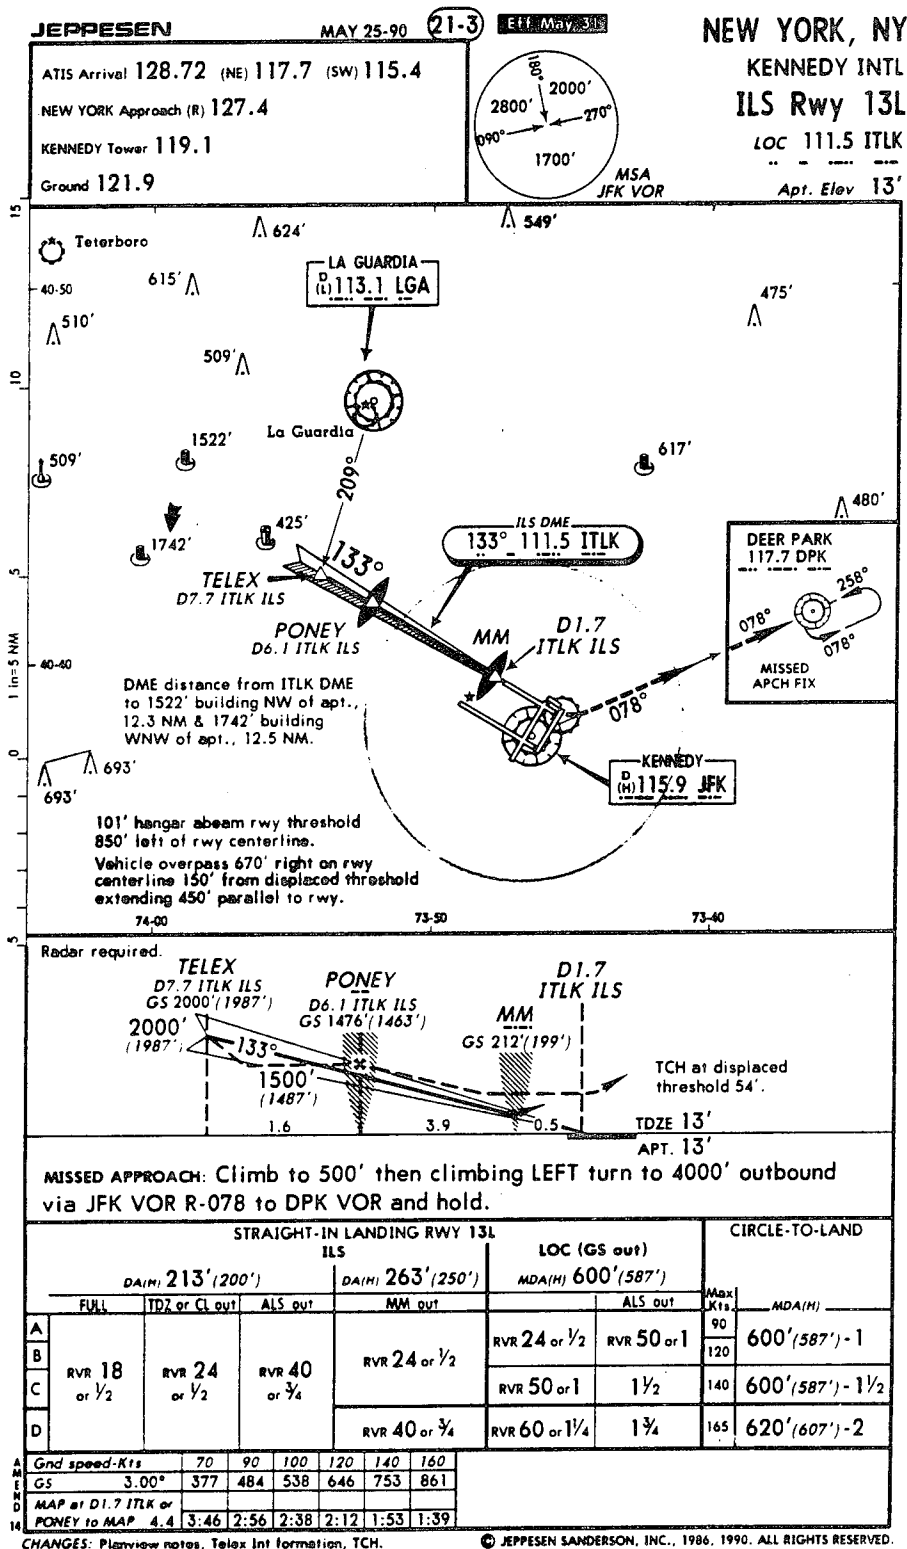 JEPPESEN MAY 25-90 21-3 Eff May 31
NEW YORK, NY
KENNEDY INTL
ILS Rwy 13L
LOC 111.5 ITLK
Apt. Elev 13'
ATIS Arrival 128.72 (NE) 117.7 (SW) 115.4
NEW YORK Approach (R) 127.4
KENNEDY Tower 119.1
Ground 121.9
180°
2000'
2800'
270°
090°
1700'
MSA
JFK VOR
15
Teterboro
624'
549'
LA GUARDIA
D
(L) 113.1 LGA
615'
40-50
475'
510'
509'
10
La Guardia
1522'
617'
509'
209°
480'
425'
ILS DME
133° 111.5 ITLK
1742'
133°
DEER PARK
117.7 DPK
258°
078°
078°
MISSED
APCH FIX
5
TELEX
D7.7 ITLK ILS
PONEY
D6.1 ITLK ILS
MM
D1.7
ITLK ILS
1 in=5 NM
40-40
078°
DME distance from ITLK DME
to 1522' building NW of apt.,
12.3 NM & 1742' building
WNW of apt., 12.5 NM.
0
KENNEDY
D
(H) 115.9 JFK
693'
693'
101' hangar abeam rwy threshold
850' left of rwy centerline.
Vehicle overpass 670' right on rwy
centerline 150' from displaced threshold
extending 450' parallel to rwy.
74-00
73-50
73-40
5
Radar required.
TELEX
D7.7 ITLK ILS
GS 2000'(1987')
2000'
(1987')
133°
PONEY
D6.1 ITLK ILS
GS 1476'(1463')
1500'
(1487')
MM
GS 212'(199')
D1.7
ITLK ILS
TCH at displaced
threshold 54'.
1.6
3.9
0.5
TDZE 13'
APT. 13'
MISSED APPROACH: Climb to 500' then climbing LEFT turn to 4000' outbound
via JFK VOR R-078 to DPK VOR and hold.
STRAIGHT-IN LANDING RWY 13L
CIRCLE-TO-LAND
ILS
LOC (GS out)
DA(H) 213'(200')
DA(H) 263'(250')
MDA(H) 600'(587')
FULL
TDZ or CL out
ALS out
MM out
ALS out
Max
Kts
MDA(H)
A
B
C
D
RVR 18
or ½
RVR 24
or ½
RVR 40
or ¾
RVR 24 or ½
RVR 40 or ¾
RVR 24 or ½
RVR 50 or 1
RVR 50 or 1
1½
RVR 60 or 1¼
1¾
90
120
600'(587')-1
140
600'(587')-1½
165
620'(607')-2
Gnd speed-Kts 70 90 100 120 140 160
GS 3.00° 377 484 538 646 753 861
MAP at D1.7 ITLK or
PONEY to MAP 4.4 3:46 2:56 2:38 2:12 1:53 1:39
AMEND
14
CHANGES: Planview notes, Telex Int formation, TCH.
© JEPPESEN SANDERSON, INC., 1986, 1990. ALL RIGHTS RESERVED.